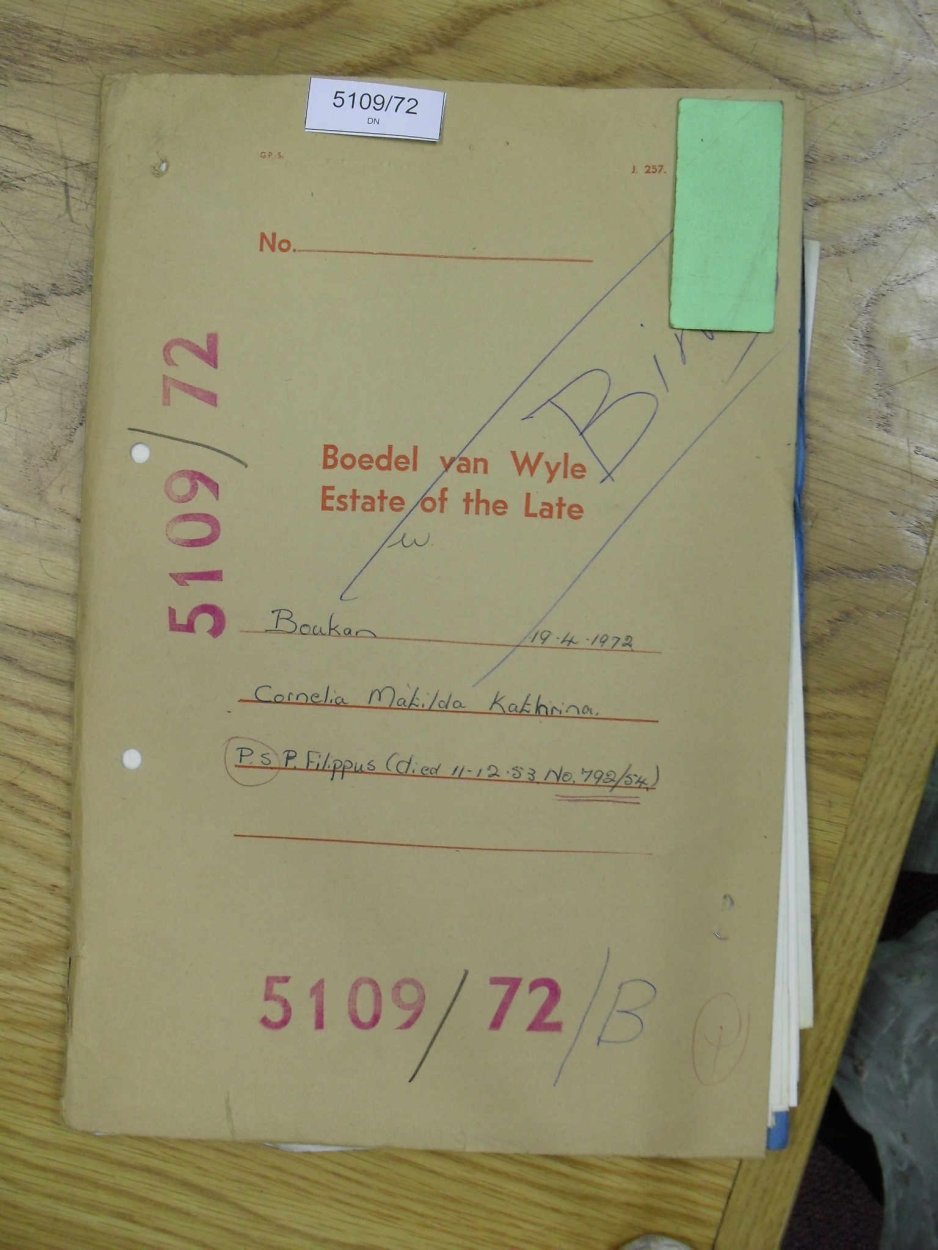 5109/72
DN
G.P.-S.
J. 257.
No.
5109/72
Boedel van Wyle
Estate of the Late
w.
Boukan 19.4.1972
Cornelia Matilda Kathrina.
P.S P. Filippus (died 11-12-53 No. 792/54)
5109/72/B